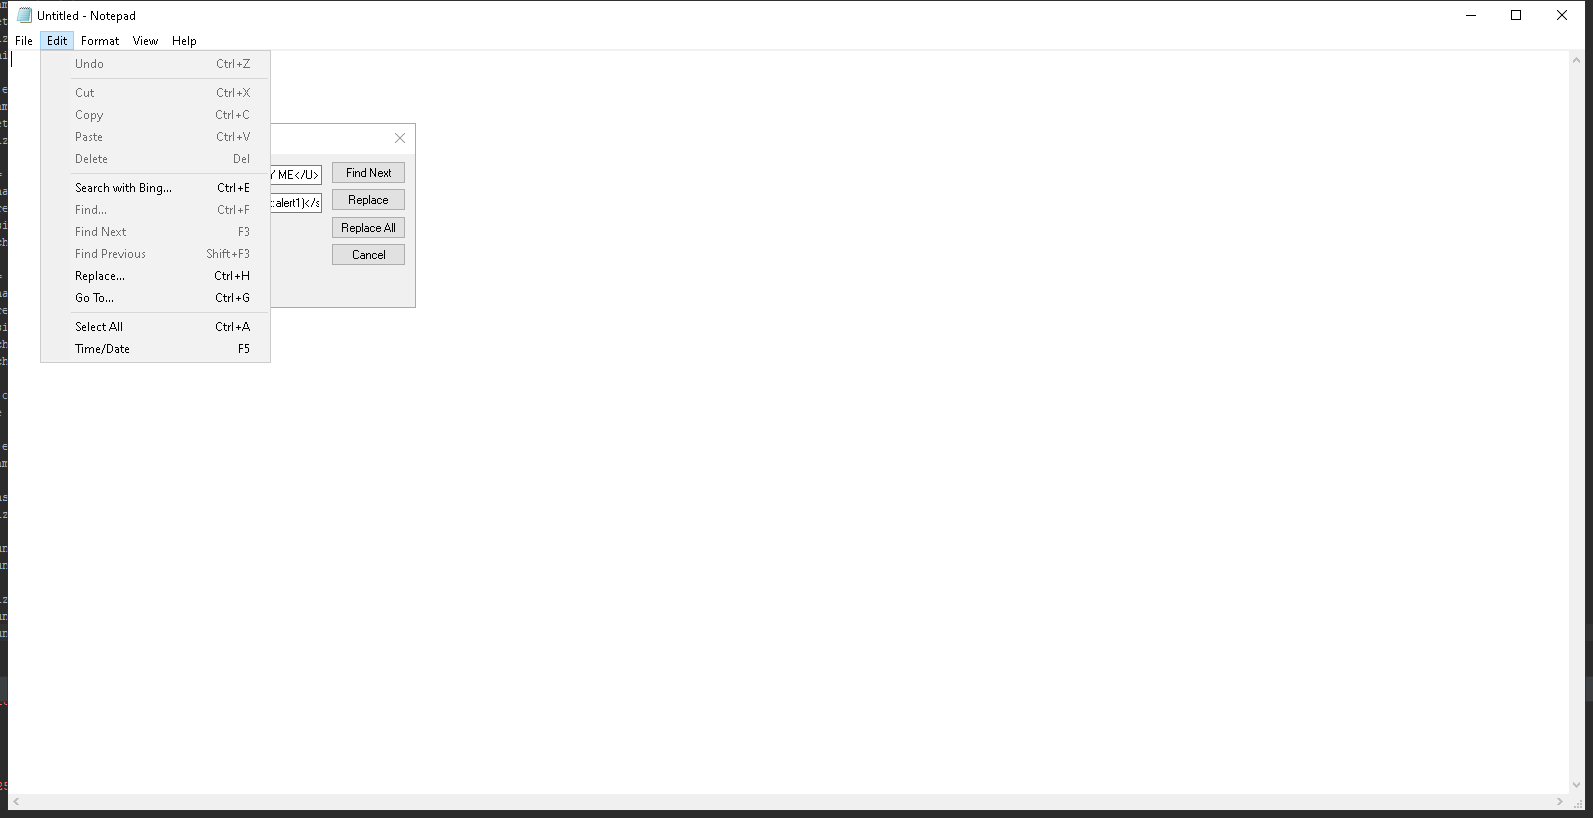 Untitled - Notepad
File Edit Format View Help
Undo Ctrl+Z
Cut Ctrl+X
Copy Ctrl+C
Paste Ctrl+V
Delete Del
Search with Bing... Ctrl+E
Find... Ctrl+F
Find Next F3
Find Previous Shift+F3
Replace... Ctrl+H
Go To... Ctrl+G
Select All Ctrl+A
Time/Date F5
ME</U> Find Next
:alert1)</s Replace
Replace All
Cancel